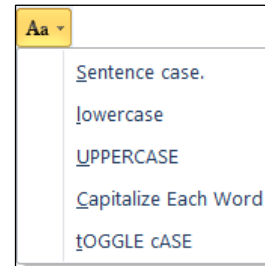 Aa
Sentence case.
lowercase
UPPERCASE
Capitalize Each Word
tOGGLE cASE